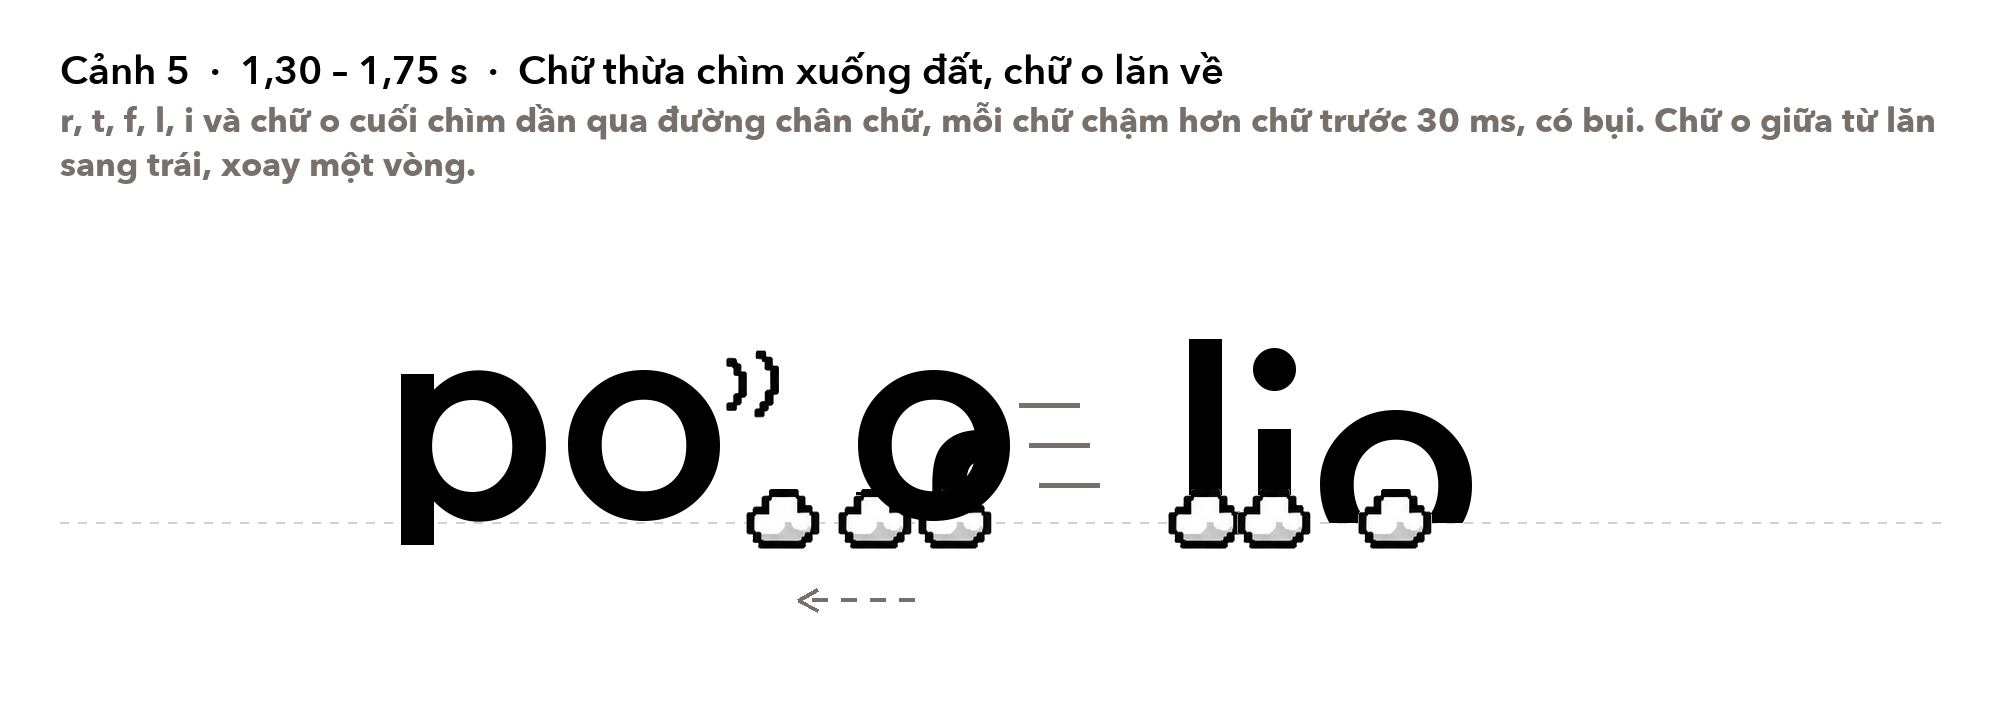 Cảnh 5 · 1,30 – 1,75 s · Chữ thừa chìm xuống đất, chữ o lăn về
r, t, f, l, i và chữ o cuối chìm dần qua đường chân chữ, mỗi chữ chậm hơn chữ trước 30 ms, có bụi. Chữ o giữa từ lăn
sang trái, xoay một vòng.
po o lio